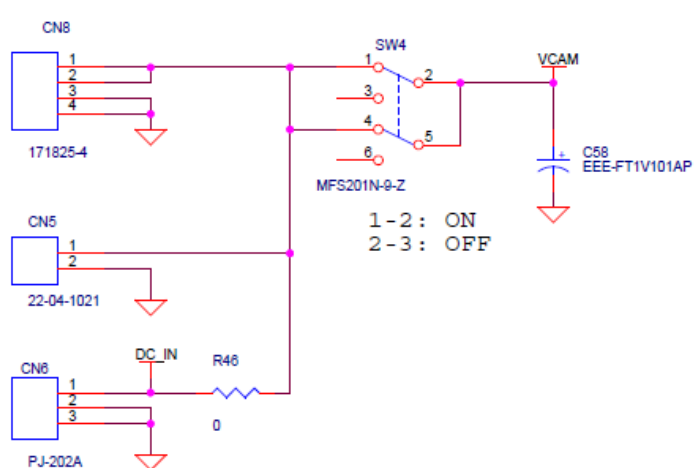 CN8
1
2
3
4
171825-4
SW4
1
2
3
4
5
6
MFS201N-9-Z
1-2: ON
2-3: OFF
VCAM
+
C58
EEE-FT1V101AP
CN5
1
2
22-04-1021
CN6
1
2
3
PJ-202A
DC_IN
R46
0